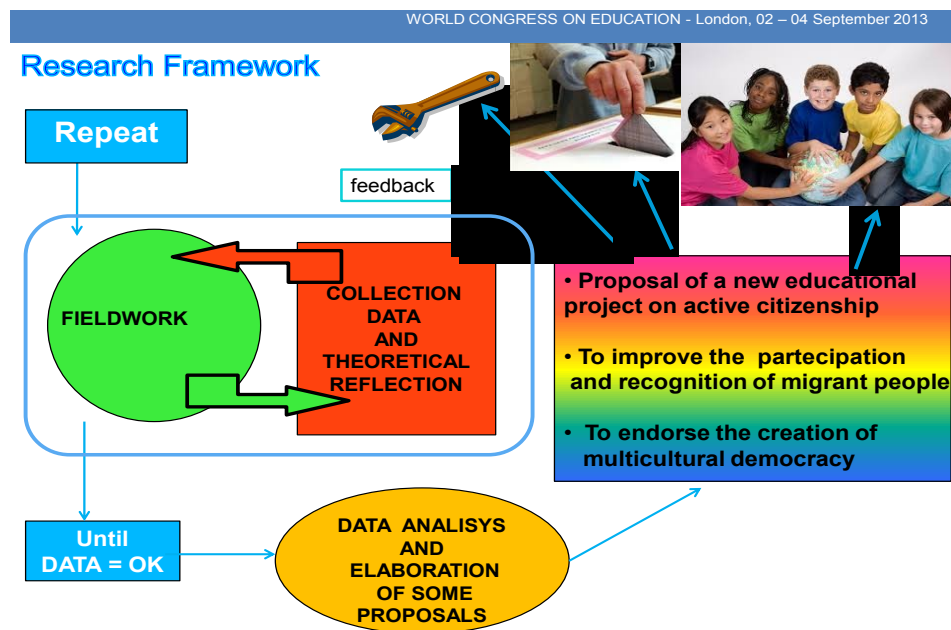 WORLD CONGRESS ON EDUCATION - London, 02 – 04 September 2013
Research Framework
Repeat
feedback
FIELDWORK
COLLECTION
DATA
AND
THEORETICAL
REFLECTION
• Proposal of a new educational
project on active citizenship
• To improve the partecipation
and recognition of migrant people
• To endorse the creation of
multicultural democracy
Until
DATA = OK
DATA ANALISYS
AND
ELABORATION
OF SOME
PROPOSALS